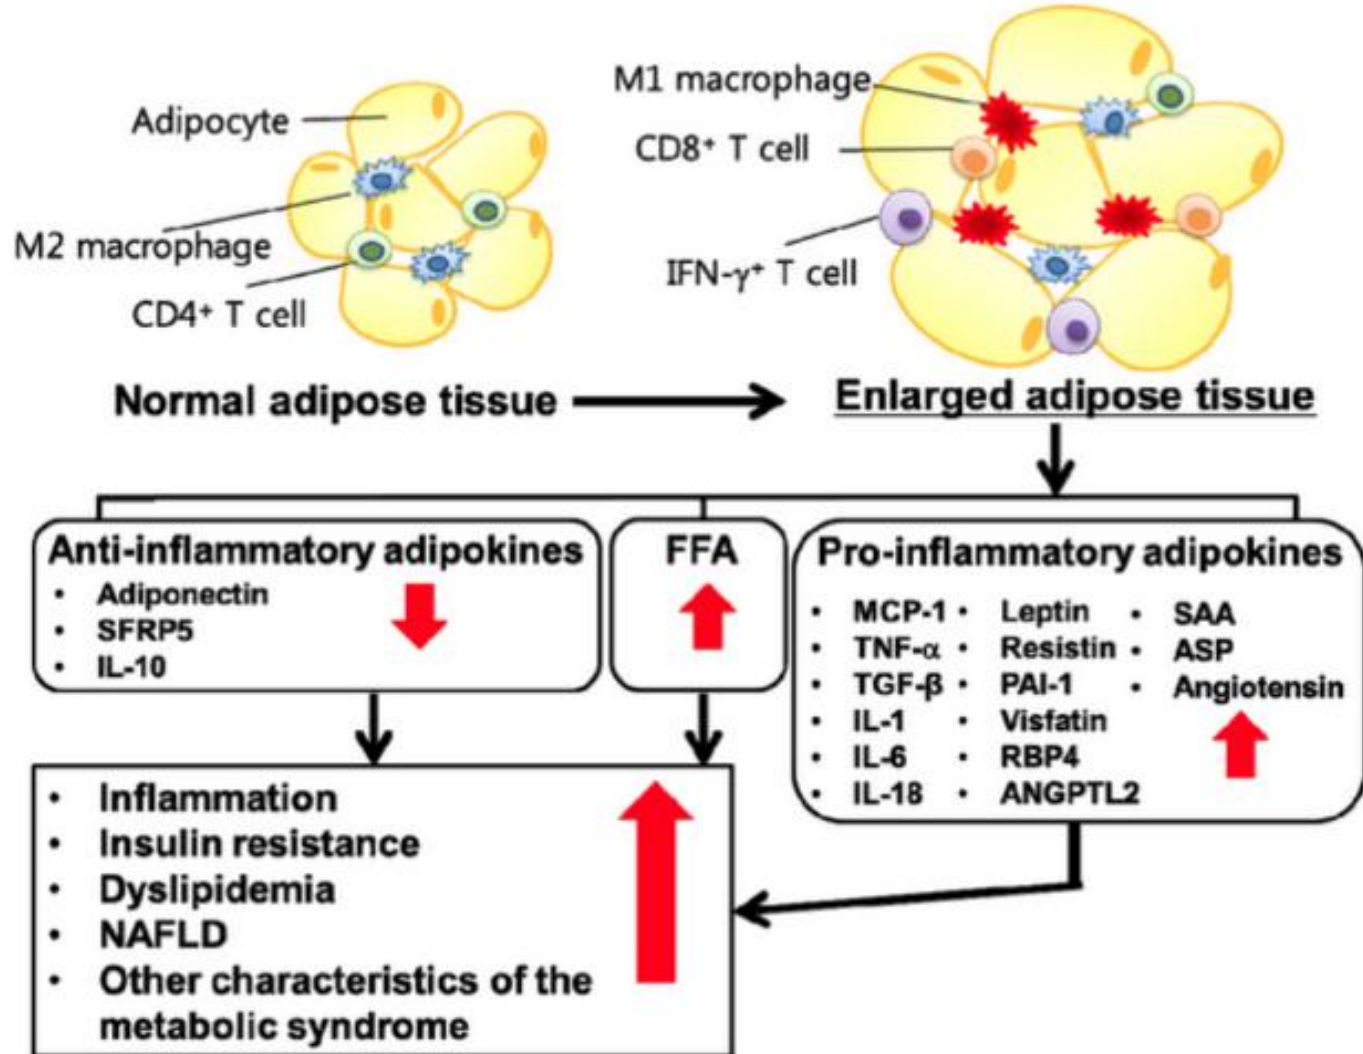 Adipocyte
M2 macrophage
CD4⁺ T cell
M1 macrophage
CD8⁺ T cell
IFN-γ⁺ T cell
Normal adipose tissue
Enlarged adipose tissue
Anti-inflammatory adipokines
• Adiponectin
• SFRP5
• IL-10
FFA
Pro-inflammatory adipokines
• MCP-1
• TNF-α
• TGF-β
• IL-1
• IL-6
• IL-18
• Leptin
• Resistin
• PAI-1
• Visfatin
• RBP4
• ANGPTL2
• SAA
• ASP
• Angiotensin
• Inflammation
• Insulin resistance
• Dyslipidemia
• NAFLD
• Other characteristics of the
metabolic syndrome